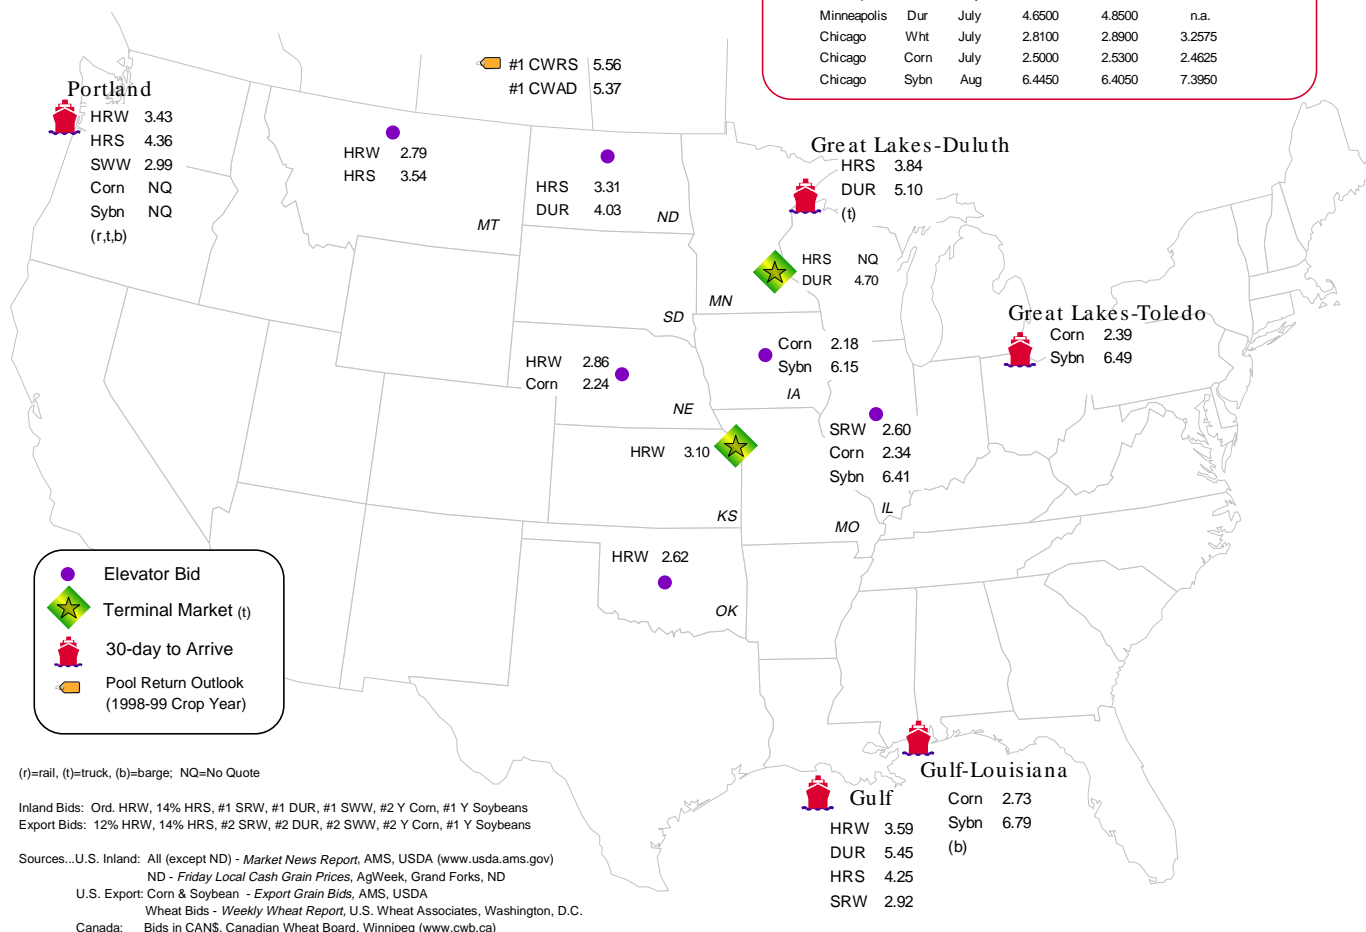 Minneapolis Dur July 4.6500 4.8500 n.a.
Chicago Wht July 2.8100 2.8900 3.2575
Chicago Corn July 2.5000 2.5300 2.4625
Chicago Sybn Aug 6.4450 6.4050 7.3950
#1 CWRS 5.56
#1 CWAD 5.37
Portland
HRW 3.43
HRS 4.36
SWW 2.99
Corn NQ
Sybn NQ
(r,t,b)
HRW 2.79
HRS 3.54
MT
HRS 3.31
DUR 4.03
ND
Great Lakes-Duluth
HRS 3.84
DUR 5.10
(t)
HRS NQ
DUR 4.70
MN
SD
Great Lakes-Toledo
Corn 2.39
Sybn 6.49
Corn 2.18
Sybn 6.15
IA
HRW 2.86
Corn 2.24
NE
SRW 2.60
Corn 2.34
Sybn 6.41
IL
HRW 3.10
KS
MO
HRW 2.62
OK
Elevator Bid
Terminal Market (t)
30-day to Arrive
Pool Return Outlook
(1998-99 Crop Year)
Gulf-Louisiana
Corn 2.73
Sybn 6.79
(b)
Gulf
HRW 3.59
DUR 5.45
HRS 4.25
SRW 2.92
(r)=rail, (t)=truck, (b)=barge; NQ=No Quote
Inland Bids: Ord. HRW, 14% HRS, #1 SRW, #1 DUR, #1 SWW, #2 Y Corn, #1 Y Soybeans
Export Bids: 12% HRW, 14% HRS, #2 SRW, #2 DUR, #2 SWW, #2 Y Corn, #1 Y Soybeans
Sources...U.S. Inland: All (except ND) - Market News Report, AMS, USDA (www.usda.ams.gov)
ND - Friday Local Cash Grain Prices, AgWeek, Grand Forks, ND
U.S. Export: Corn & Soybean - Export Grain Bids, AMS, USDA
Wheat Bids - Weekly Wheat Report, U.S. Wheat Associates, Washington, D.C.
Canada: Bids in CAN$, Canadian Wheat Board, Winnipeg (www.cwb.ca)